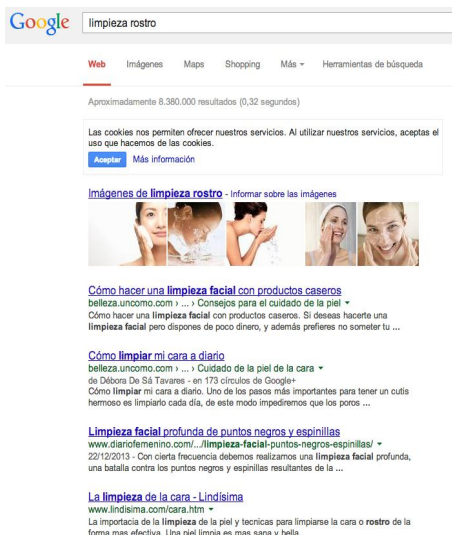 Google limpieza rostro
Web Imágenes Maps Shopping Más Herramientas de búsqueda
Aproximadamente 8.380.000 resultados (0,32 segundos)
Las cookies nos permiten ofrecer nuestros servicios. Al utilizar nuestros servicios, aceptas el
uso que hacemos de las cookies.
Aceptar Más información
Imágenes de limpieza rostro - Informar sobre las imágenes
Cómo hacer una limpieza facial con productos caseros
belleza.uncomo.com › ... › Consejos para el cuidado de la piel
Cómo hacer una limpieza facial con productos caseros. Si deseas hacerte una
limpieza facial pero dispones de poco dinero, y además prefieres no someter tu ...
Cómo limpiar mi cara a diario
belleza.uncomo.com › ... › Cuidado de la piel de la cara
de Débora De Sá Tavares - en 173 círculos de Google+
Cómo limpiar mi cara a diario. Uno de los pasos más importantes para tener un cutis
hermoso es limpiarlo cada día, de este modo impediremos que los poros ...
Limpieza facial profunda de puntos negros y espinillas
www.diariofemenino.com/.../limpieza-facial-puntos-negros-espinillas/
22/12/2013 - Con cierta frecuencia debemos realizarnos una limpieza facial profunda,
una batalla contra los puntos negros y espinillas resultantes de la ...
La limpieza de la cara - Lindísima
www.lindisima.com/cara.htm
La importacia de la limpieza de la piel y tecnicas para limpiarse la cara o rostro de la
forma mas efectiva. Una piel limpia es mas sana y bella.